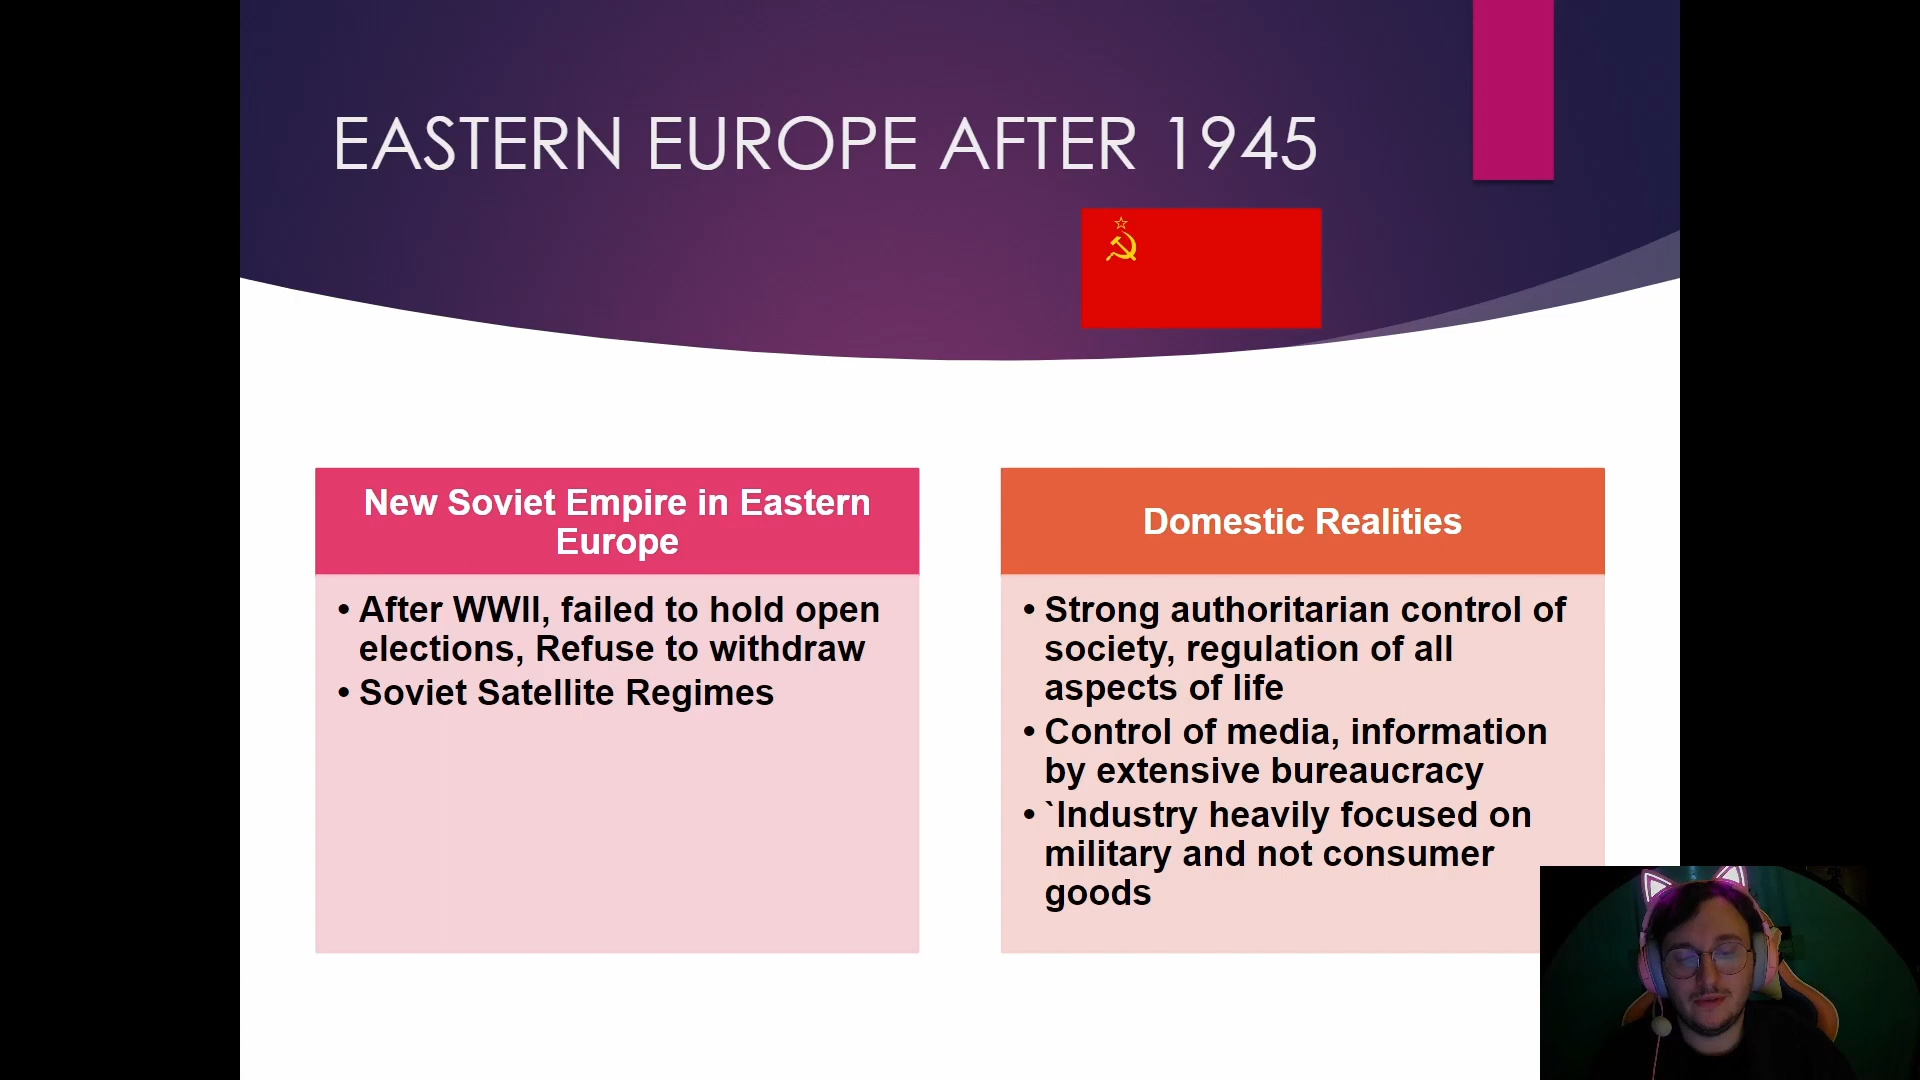 EASTERN EUROPE AFTER 1945
New Soviet Empire in Eastern
Europe
• After WWII, failed to hold open
elections, Refuse to withdraw
• Soviet Satellite Regimes
Domestic Realities
• Strong authoritarian control of
society, regulation of all
aspects of life
• Control of media, information
by extensive bureaucracy
• `Industry heavily focused on
military and not consumer
goods